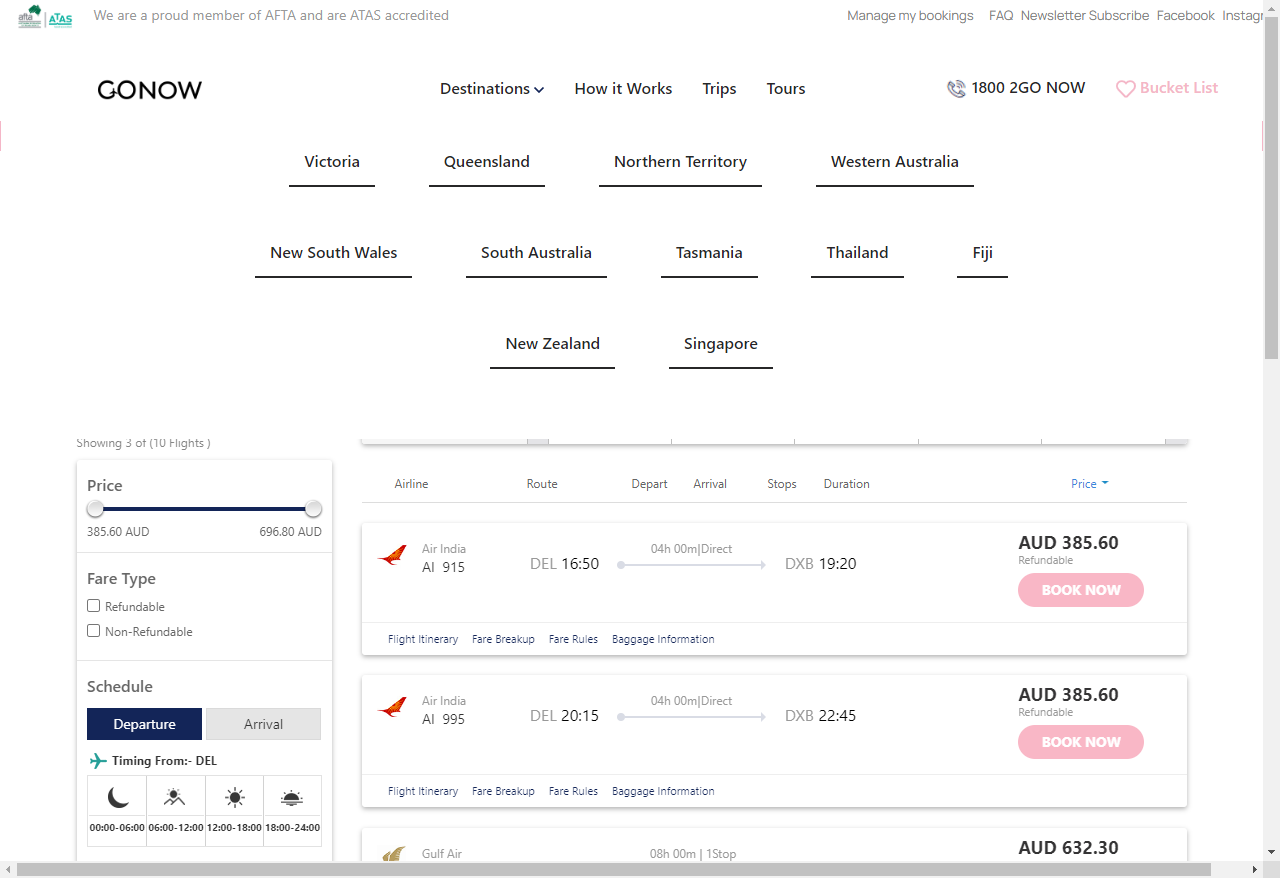 afta ATAS We are a proud member of AFTA and are ATAS accredited Manage my bookings FAQ Newsletter Subscribe Facebook Instagr
GONOW Destinations How it Works Trips Tours 1800 2GO NOW Bucket List
Victoria Queensland Northern Territory Western Australia
New South Wales South Australia Tasmania Thailand Fiji
New Zealand Singapore
Showing 3 of (10 Flights )
Price
385.60 AUD 696.80 AUD
Fare Type
Refundable
Non-Refundable
Schedule
Departure Arrival
Timing From:- DEL
00:00-06:00 06:00-12:00 12:00-18:00 18:00-24:00
Airline Route Depart Arrival Stops Duration Price
Air India 04h 00m|Direct AUD 385.60
AI 915 DEL 16:50 DXB 19:20 Refundable
BOOK NOW
Flight Itinerary Fare Breakup Fare Rules Baggage Information
Air India 04h 00m|Direct AUD 385.60
AI 995 DEL 20:15 DXB 22:45 Refundable
BOOK NOW
Flight Itinerary Fare Breakup Fare Rules Baggage Information
Gulf Air 08h 00m | 1Stop AUD 632.30